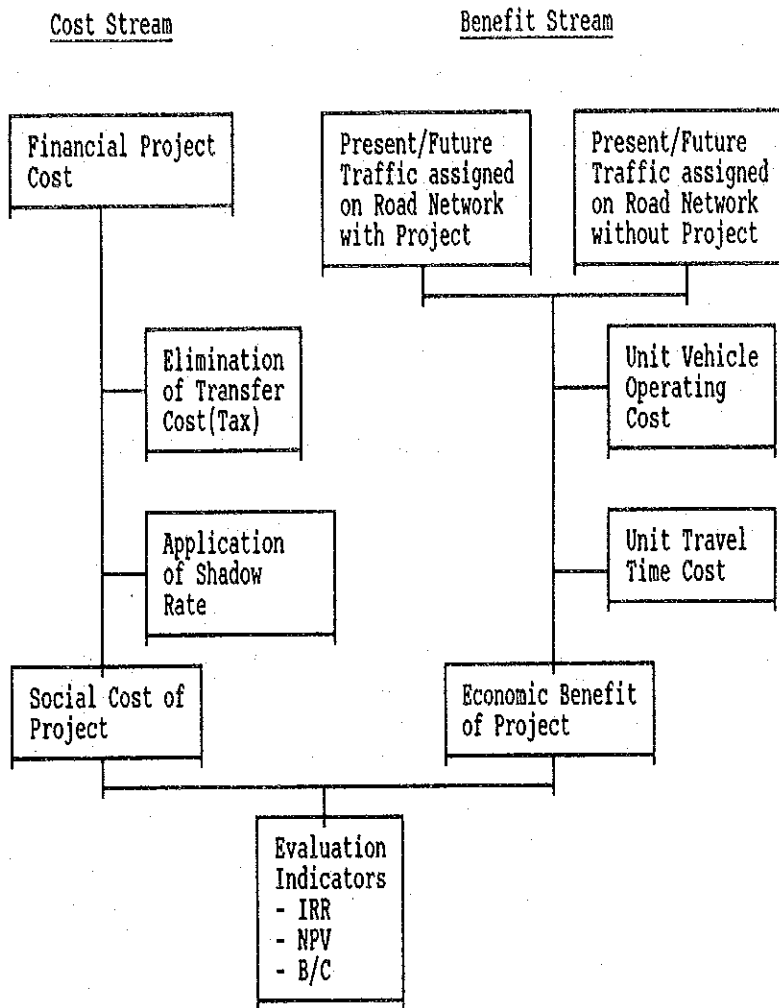 Cost Stream
Benefit Stream
Financial Project
Cost
Present/Future
Traffic assigned
on Road Network
with Project
Present/Future
Traffic assigned
on Road Network
without Project
Elimination
of Transfer
Cost(Tax)
Unit Vehicle
Operating
Cost
Application
of Shadow
Rate
Unit Travel
Time Cost
Social Cost of
Project
Economic Benefit
of Project
Evaluation
Indicators
- IRR
- NPV
- B/C